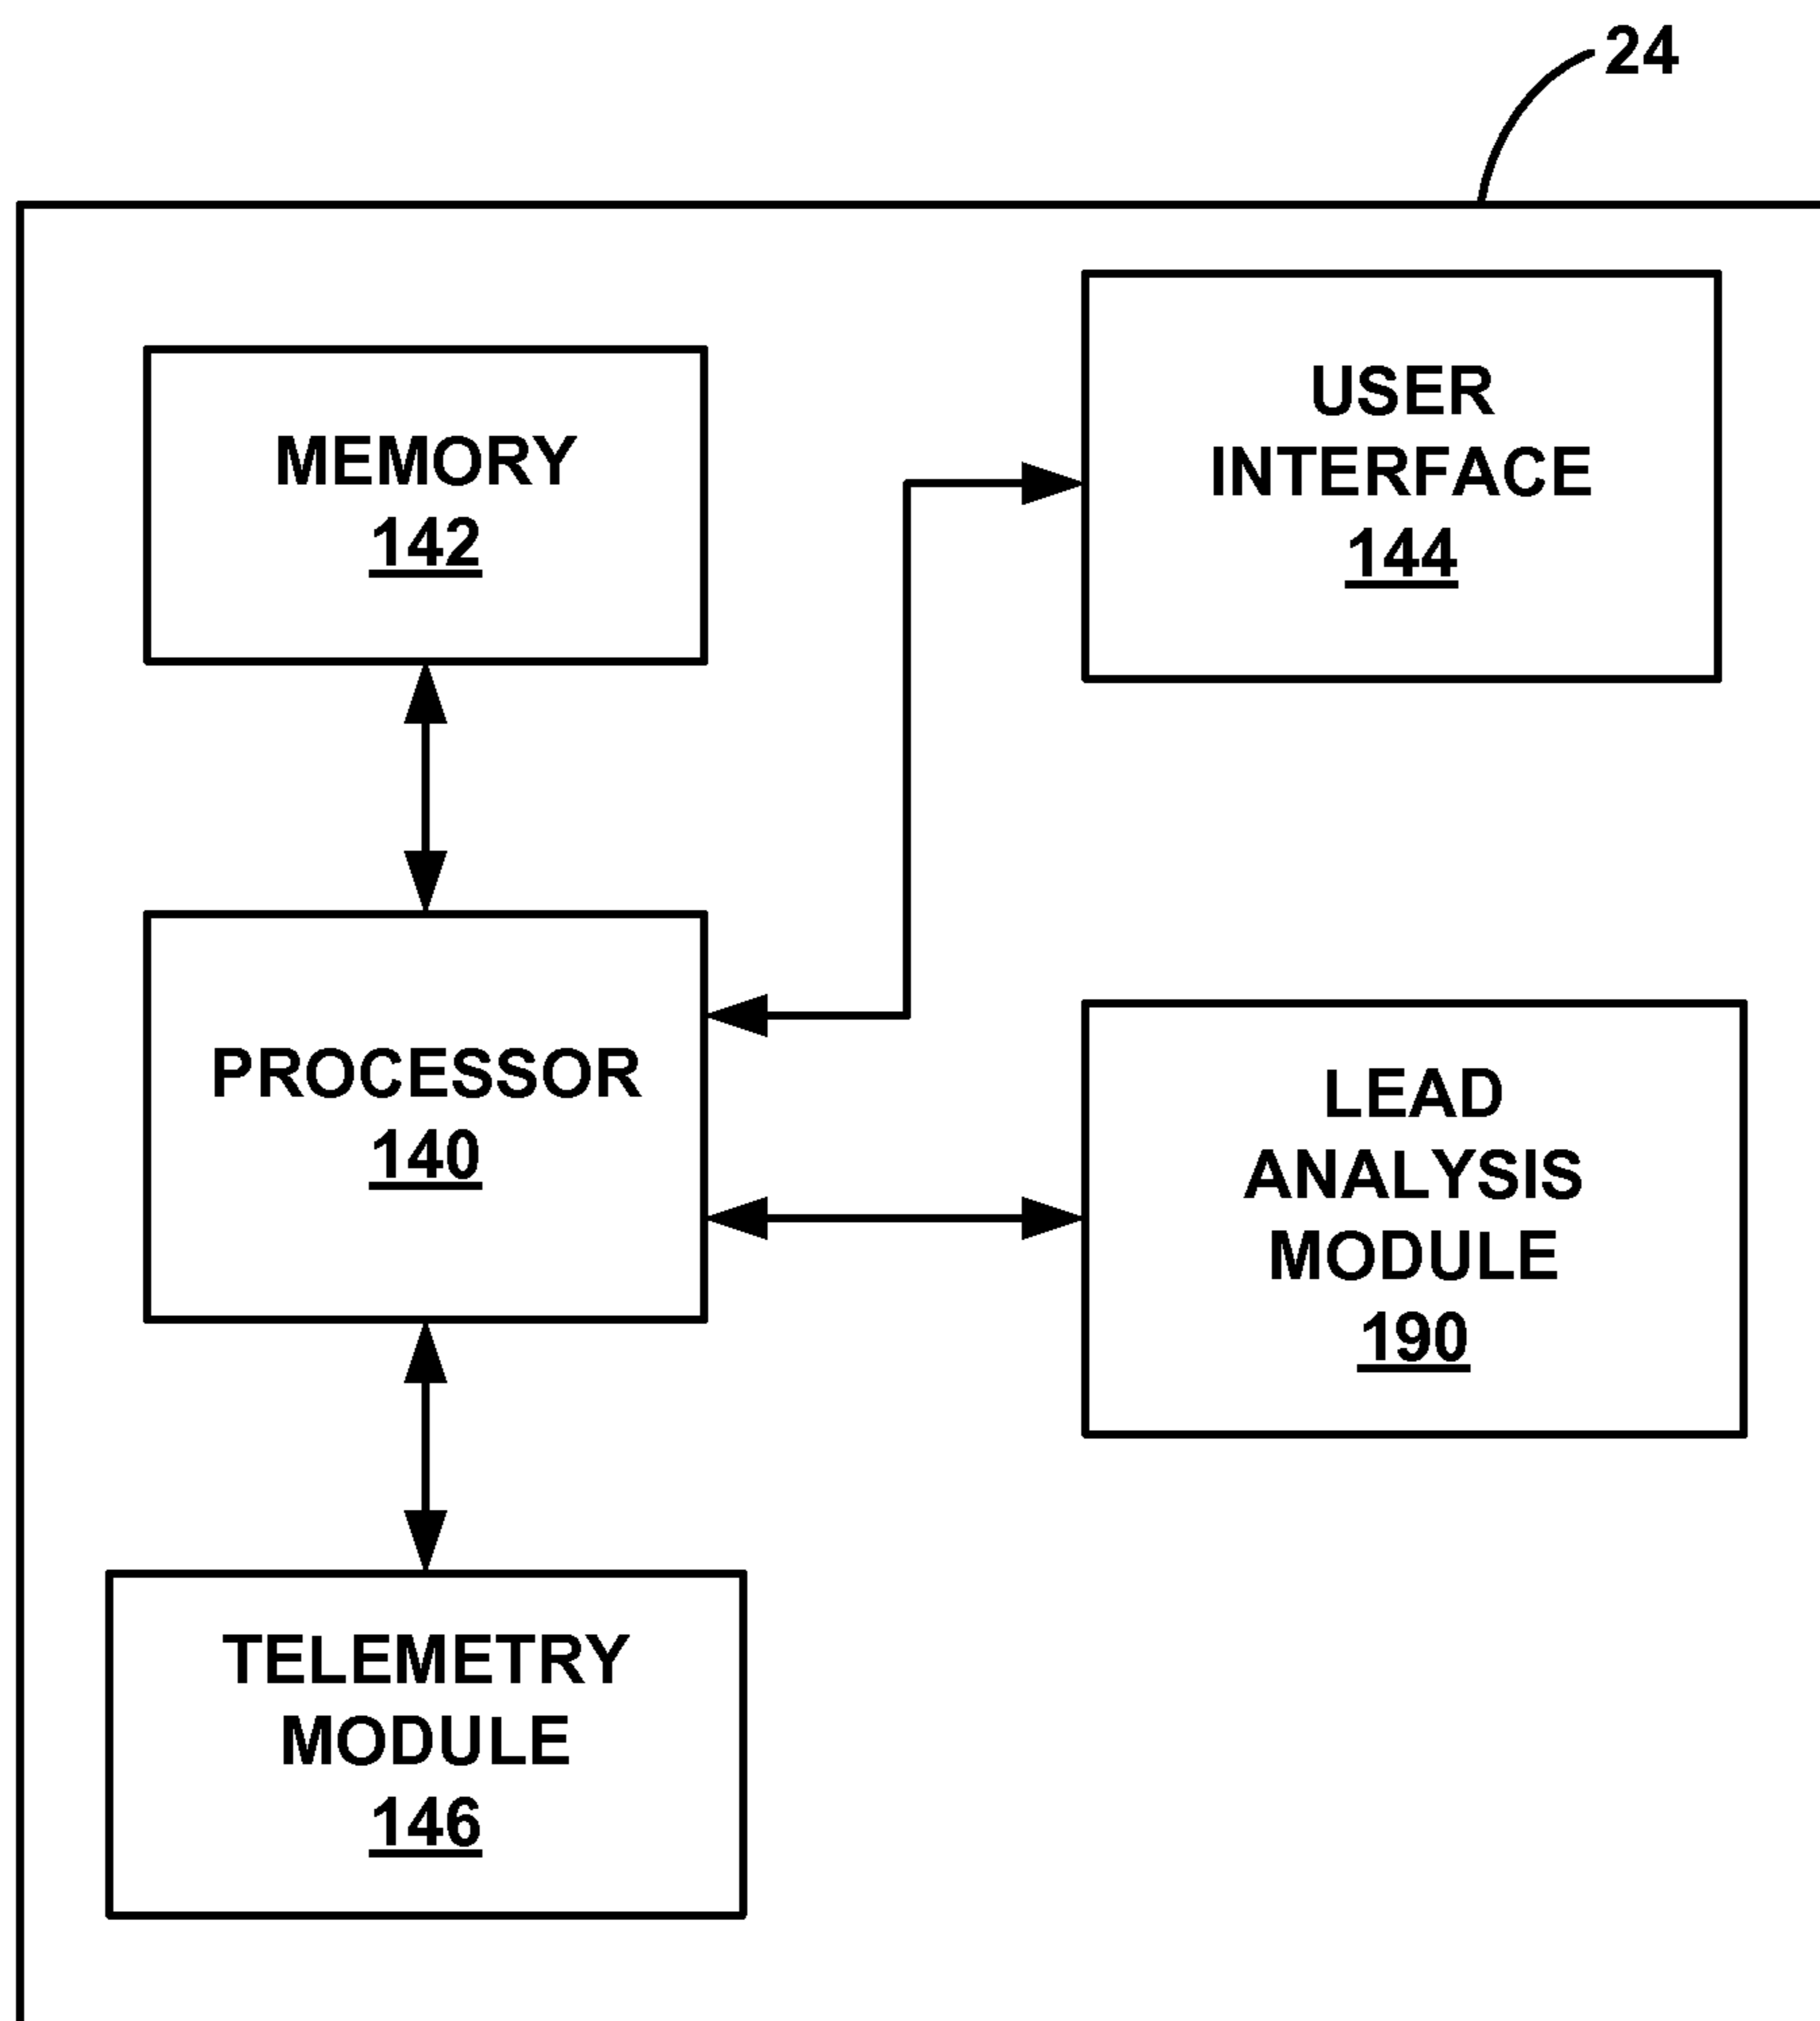 24
MEMORY
142
USER
INTERFACE
144
PROCESSOR
140
LEAD
ANALYSIS
MODULE
190
TELEMETRY
MODULE
146